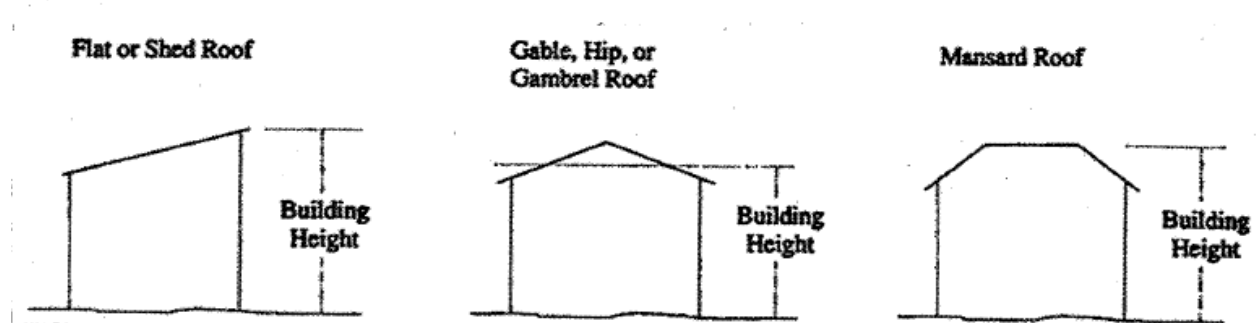 Flat or Shed Roof
Gable, Hip, or
Gambrel Roof
Mansard Roof
Building
Height
Building
Height
Building
Height